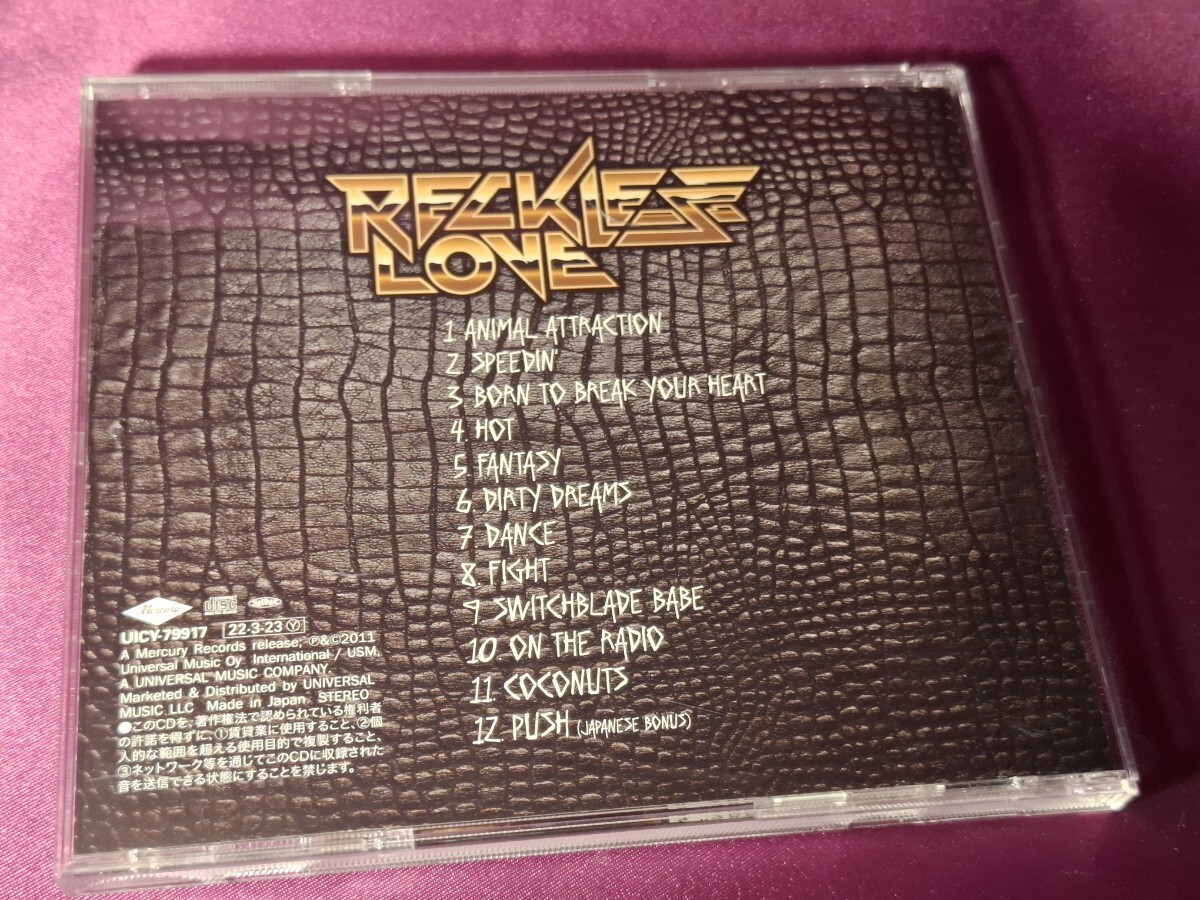 RECKLESS
LOVE
1 ANIMAL ATTRACTION
2. SPEEDIN'
3. BORN TO BREAK YOUR HEART
4. HOT
5. FANTASY
6. DIRTY DREAMS
7 DANCE
8. FIGHT
9 SWITCHBLADE BABE
10. ON THE RADIO
11. COCONUTS
12. PUSH (JAPANESE BONUS)
Mercury
UICY-79917 22・3・23 Ⓨ
A Mercury Records release; ℗&©2011
Universal Music Oy International / USM.
A UNIVERSAL MUSIC COMPANY.
Marketed & Distributed by UNIVERSAL
MUSIC LLC Made in Japan STEREO
●このCDを、著作権法で認められている権利者
の許諾を得ずに、①賃貸業に使用すること、②個
人的な範囲を超える使用目的で複製すること、
③ネットワーク等を通じてこのCDに収録された
音を送信できる状態にすることを禁じます。